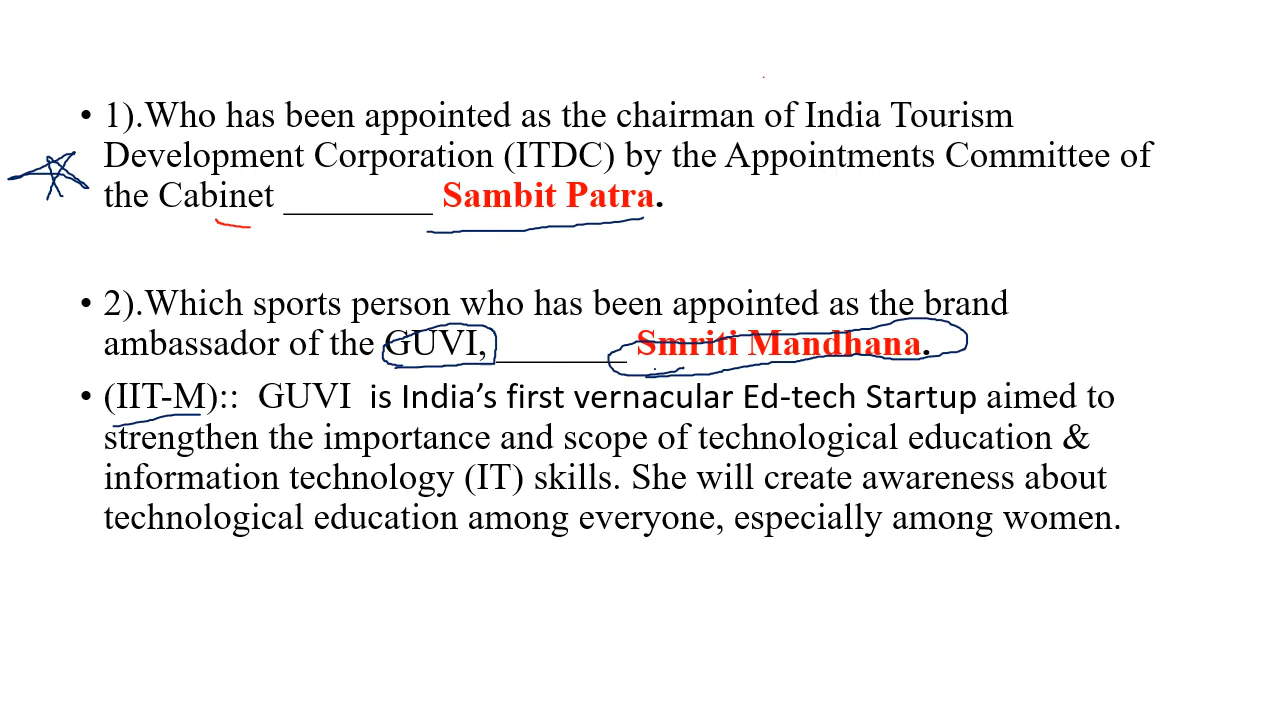 • 1).Who has been appointed as the chairman of India Tourism
Development Corporation (ITDC) by the Appointments Committee of
the Cabinet ________ Sambit Patra.
• 2).Which sports person who has been appointed as the brand
ambassador of the GUVI, _______ Smriti Mandhana.
• (IIT-M):: GUVI is India’s first vernacular Ed-tech Startup aimed to
strengthen the importance and scope of technological education &
information technology (IT) skills. She will create awareness about
technological education among everyone, especially among women.